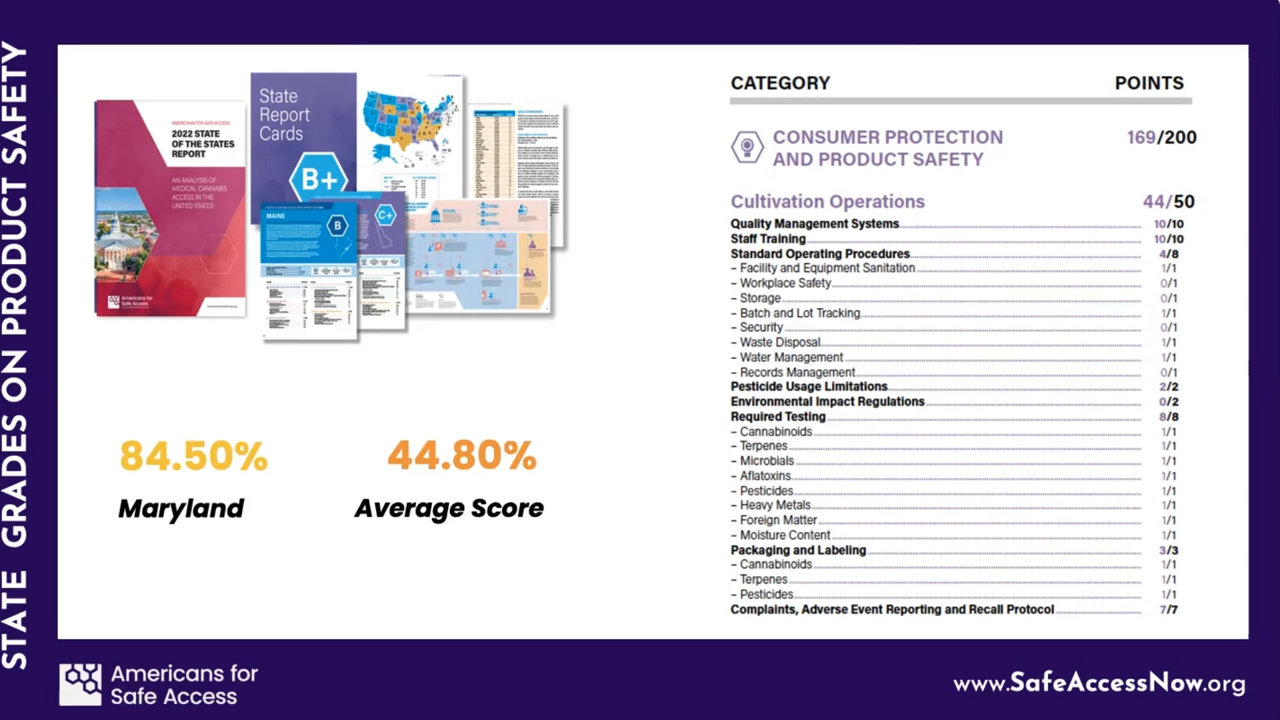 STATE GRADES ON PRODUCT SAFETY
AMERICANS FOR SAFE ACCESS
2022 STATE
OF THE STATES
REPORT
AN ANALYSIS OF
MEDICAL CANNABIS
ACCESS IN THE
UNITED STATES
Americans for
Safe Access
State
Report
Cards
B+
MAINE
B
C+
84.50%
Maryland
44.80%
Average Score
CATEGORY POINTS
CONSUMER PROTECTION 169/200
AND PRODUCT SAFETY
Cultivation Operations 44/50
Quality Management Systems 10/10
Staff Training 10/10
Standard Operating Procedures 4/8
– Facility and Equipment Sanitation 1/1
– Workplace Safety 0/1
– Storage 0/1
– Batch and Lot Tracking 1/1
– Security 0/1
– Waste Disposal 1/1
– Water Management 1/1
– Records Management 0/1
Pesticide Usage Limitations 2/2
Environmental Impact Regulations 0/2
Required Testing 8/8
– Cannabinoids 1/1
– Terpenes 1/1
– Microbials 1/1
– Aflatoxins 1/1
– Pesticides 1/1
– Heavy Metals 1/1
– Foreign Matter 1/1
– Moisture Content 1/1
Packaging and Labeling 3/3
– Cannabinoids 1/1
– Terpenes 1/1
– Pesticides 1/1
Complaints, Adverse Event Reporting and Recall Protocol 7/7
Americans for
Safe Access
www.SafeAccessNow.org